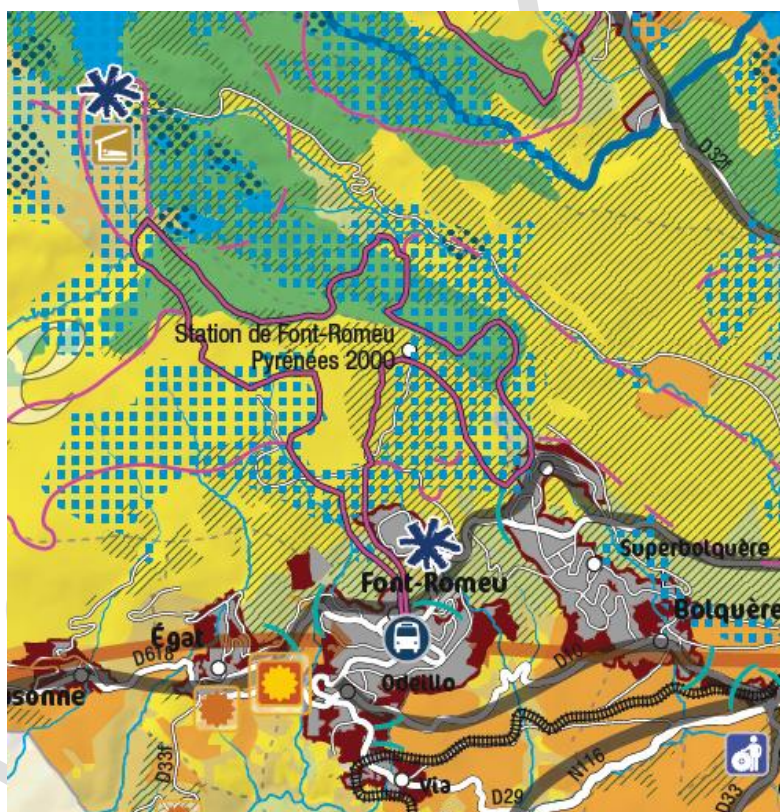 D32f
Station de Font-Romeu
Pyrénées 2000
Superbolquère
Font-Romeu
Bolquère
Égat
D618
D10
Odeillo
sonne
D33f
Via
D29
N116
D33